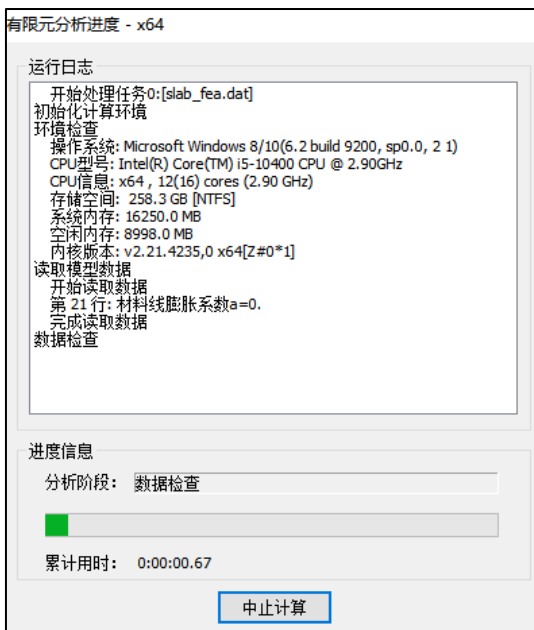 有限元分析进度 - x64
运行日志
开始处理任务0:[slab_fea.dat]
初始化计算环境
环境检查
操作系统: Microsoft Windows 8/10(6.2 build 9200, sp0.0, 2 1)
CPU型号: Intel(R) Core(TM) i5-10400 CPU @ 2.90GHz
CPU信息: x64 , 12(16) cores (2.90 GHz)
存储空间:  258.3 GB [NTFS]
系统内存: 16250.0 MB
空闲内存: 8998.0 MB
内核版本: v2.21.4235,0 x64[Z#0*1]
读取模型数据
开始读取数据
第 21 行: 材料线膨胀系数a=0.
完成读取数据
数据检查
进度信息
分析阶段: 数据检查
累计用时: 0:00:00.67
中止计算